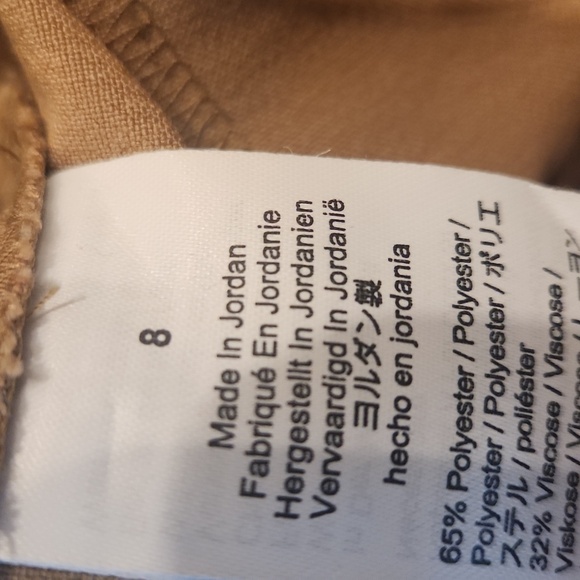 8
Made In Jordan
Fabriqué En Jordanie
Hergestellt In Jordanien
Vervaardigd In Jordanië
ヨルダン製
hecho en jordania
65% Polyester / Polyester /
Polyester / Polyester / ポリエ
ステル / poliéster
32% Viscose / Viscose /
Viskose /